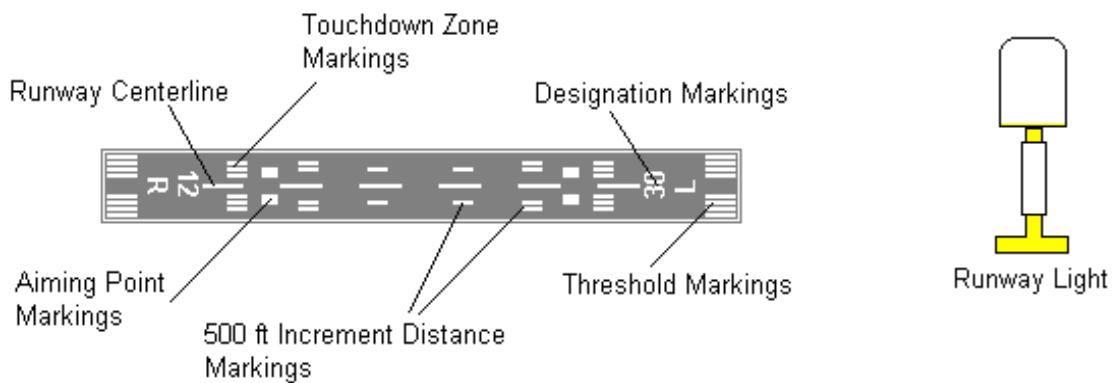 Touchdown Zone
Markings
Runway Centerline
Designation Markings
R
12
30
L
Aiming Point
Markings
500 ft Increment Distance
Markings
Threshold Markings
Runway Light